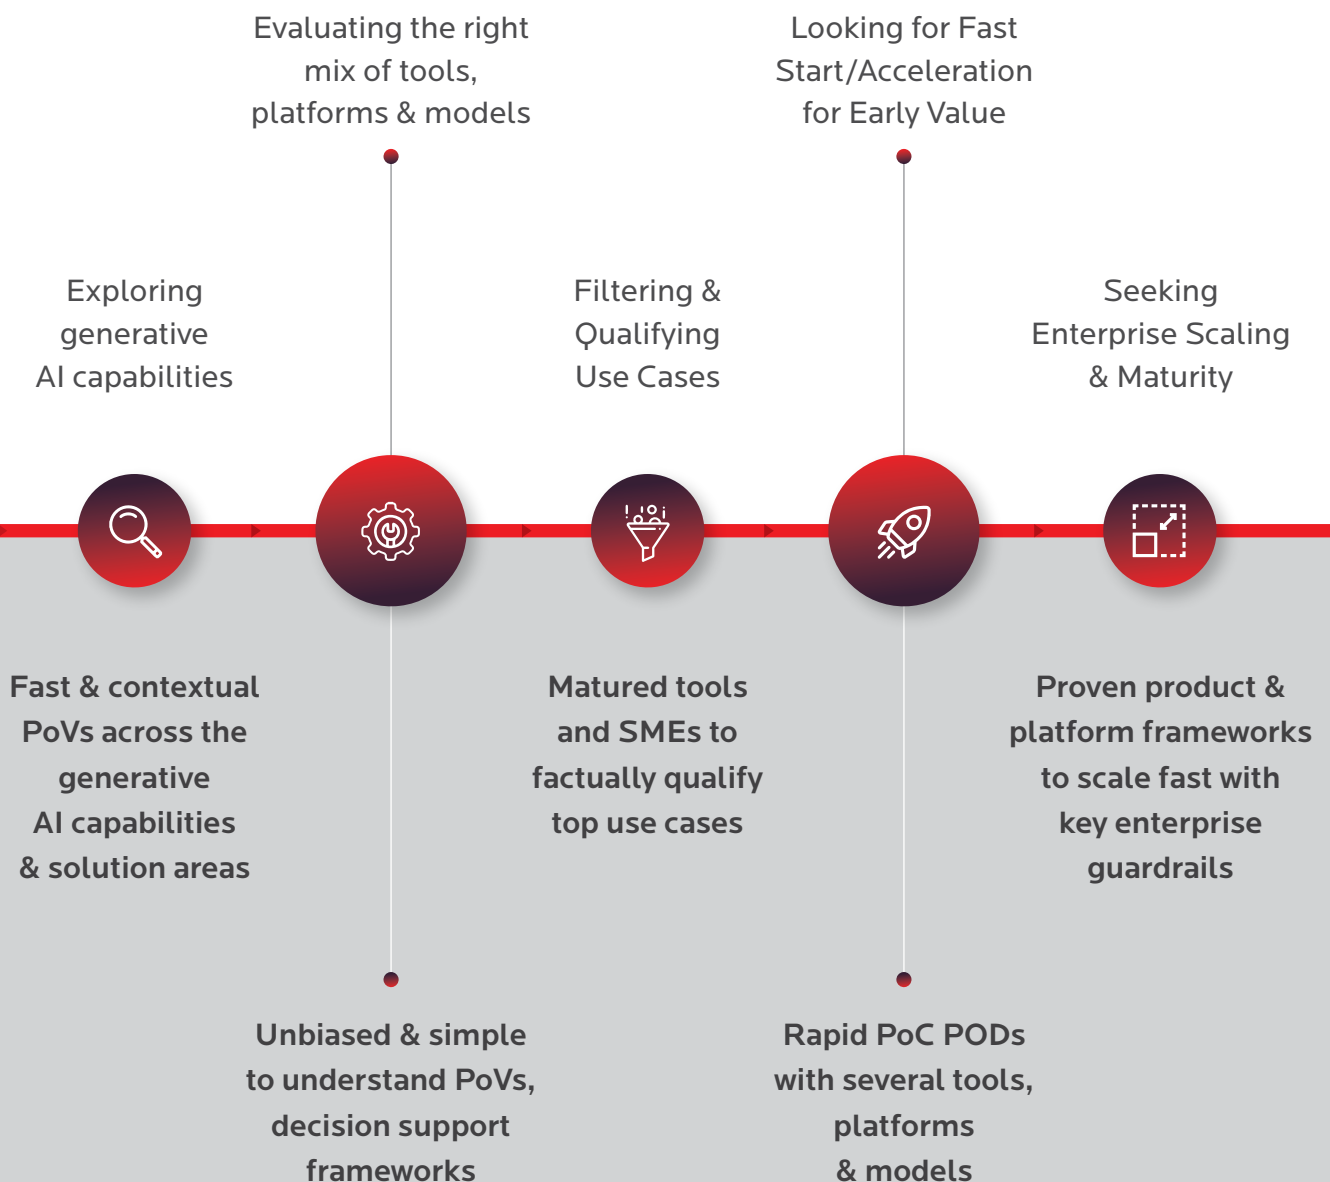 Evaluating the right
mix of tools,
platforms & models
Looking for Fast
Start/Acceleration
for Early Value
Exploring
generative
AI capabilities
Filtering &
Qualifying
Use Cases
Seeking
Enterprise Scaling
& Maturity
Fast & contextual
PoVs across the
generative
AI capabilities
& solution areas
Matured tools
and SMEs to
factually qualify
top use cases
Proven product &
platform frameworks
to scale fast with
key enterprise
guardrails
Unbiased & simple
to understand PoVs,
decision support
frameworks
Rapid PoC PODs
with several tools,
platforms
& models